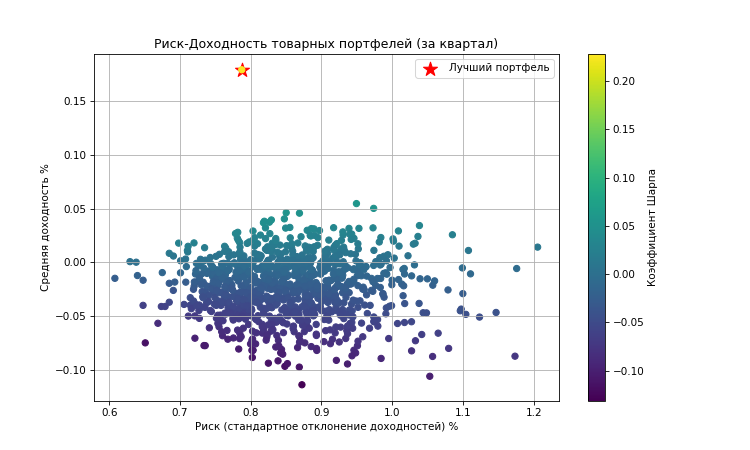 Риск-Доходность товарных портфелей (за квартал)
Лучший портфель
Средняя доходность %
0.15
0.10
0.05
0.00
−0.05
−0.10
0.6 0.7 0.8 0.9 1.0 1.1 1.2
Риск (стандартное отклонение доходностей) %
0.20
0.15
0.10
0.05
0.00
−0.05
−0.10
Коэффициент Шарпа